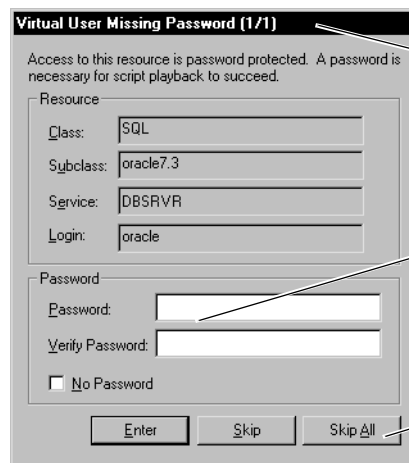 Virtual User Missing Password (1/1)
Access to this resource is password protected. A password is
necessary for script playback to succeed.
Resource
Class: SQL
Subclass: oracle7.3
Service: DBSRVR
Login: oracle
Password
Password:
Verify Password:
No Password
Enter Skip Skip All